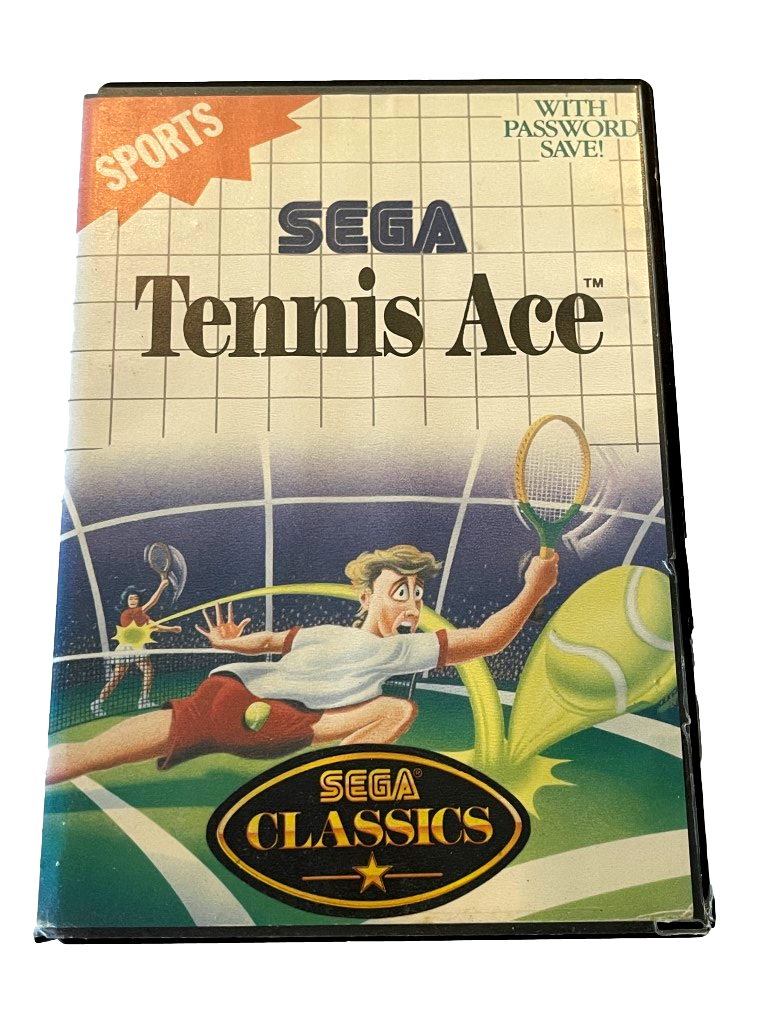 SPORTS
WITH
PASSWORD
SAVE!
SEGA
Tennis Ace™
SEGA®
CLASSICS